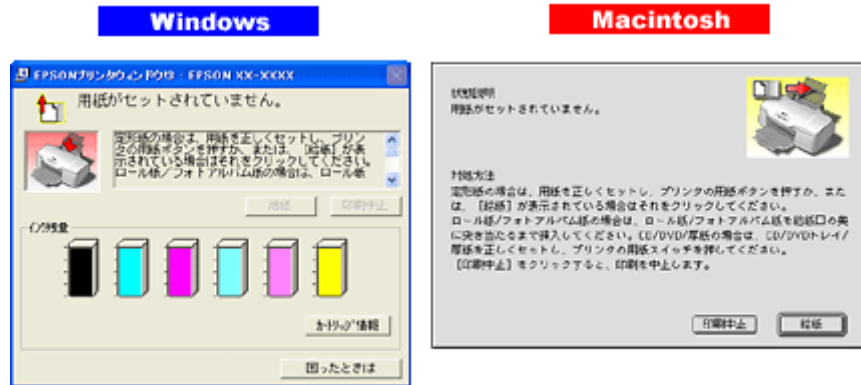 Windows
Macintosh
EPSONプリンタウィンドウ!3 - EPSON XX-XXXX
用紙がセットされていません。
定形紙の場合は、用紙を正しくセットし、プリン
タの用紙ボタンを押すか、または、［給紙］が表
示されている場合はそれをクリックしてください。
ロール紙／フォトアルバム紙の場合は、ロール紙
給紙
印刷中止
インク残量
カートリッジ情報
困ったときは
状態説明
用紙がセットされていません。
対処方法
定形紙の場合は、用紙を正しくセットし、プリンタの用紙ボタンを押すか、また
は、［給紙］が表示されている場合はそれをクリックしてください。
ロール紙/フォトアルバム紙の場合は、ロール紙/フォトアルバム紙を給紙口の奥
に突き当たるまで挿入してください。CD/DVD/厚紙の場合は、CD/DVDトレイ/
厚紙を正しくセットし、プリンタの用紙スイッチを押してください。
［印刷中止］をクリックすると、印刷を中止します。
印刷中止
給紙